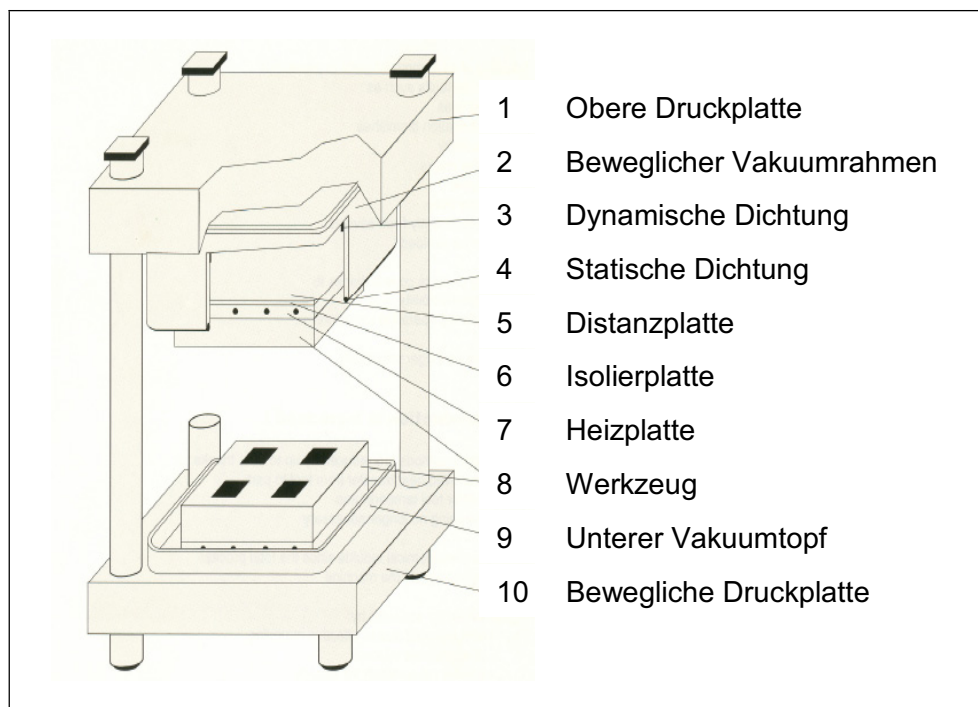 1 Obere Druckplatte
2 Beweglicher Vakuumrahmen
3 Dynamische Dichtung
4 Statische Dichtung
5 Distanzplatte
6 Isolierplatte
7 Heizplatte
8 Werkzeug
9 Unterer Vakuumtopf
10 Bewegliche Druckplatte